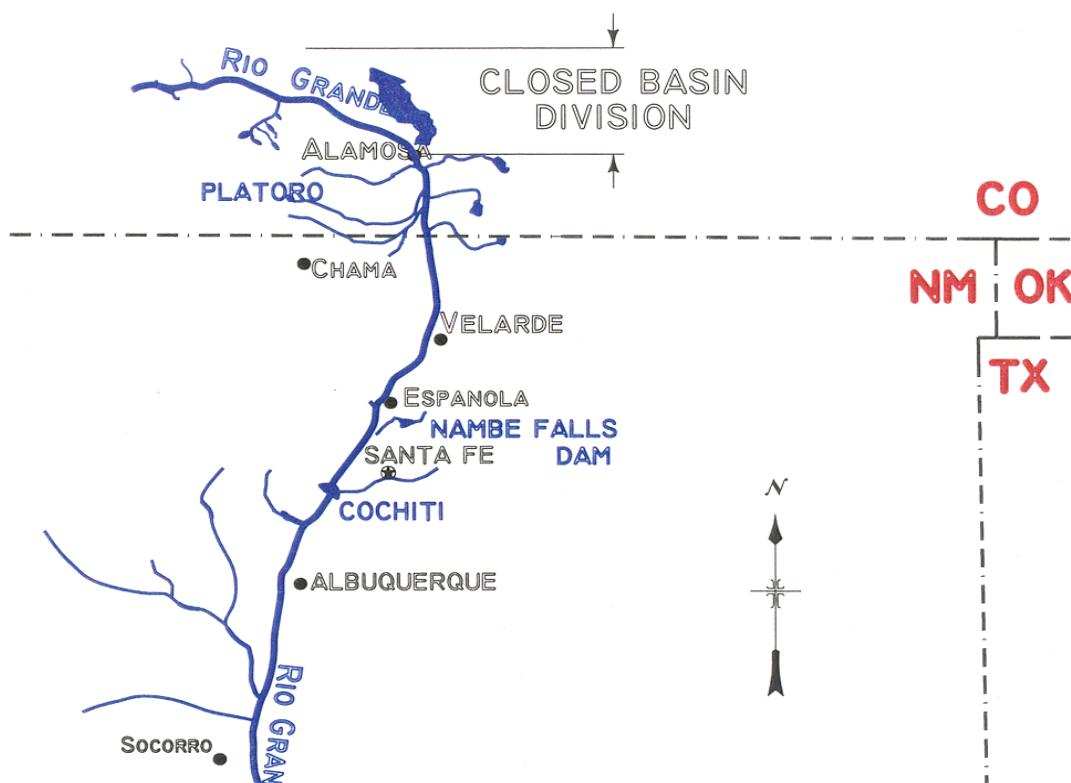 RIO GRANDE
CLOSED BASIN
DIVISION
ALAMOSA
PLATORO
CO
CHAMA
NM
OK
VELARDE
TX
ESPANOLA
NAMBE FALLS
DAM
SANTA FE
N
COCHITI
ALBUQUERQUE
RIO GRAN
SOCORRO